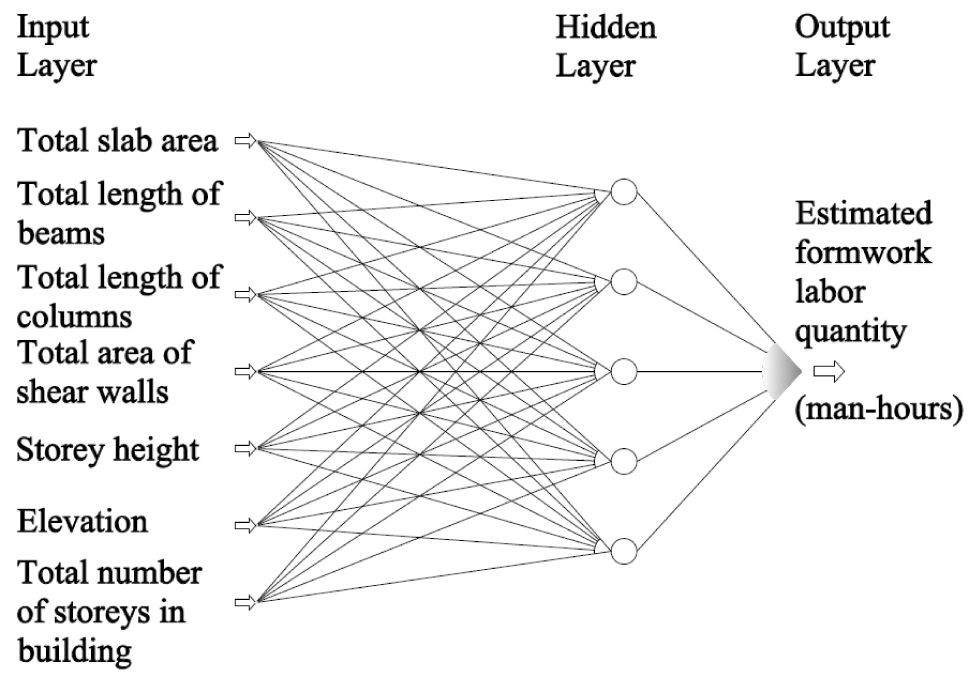 Input
Layer
Hidden
Layer
Output
Layer
Total slab area
Total length of
beams
Total length of
columns
Total area of
shear walls
Storey height
Elevation
Total number
of storeys in
building
Estimated
formwork
labor
quantity
(man-hours)